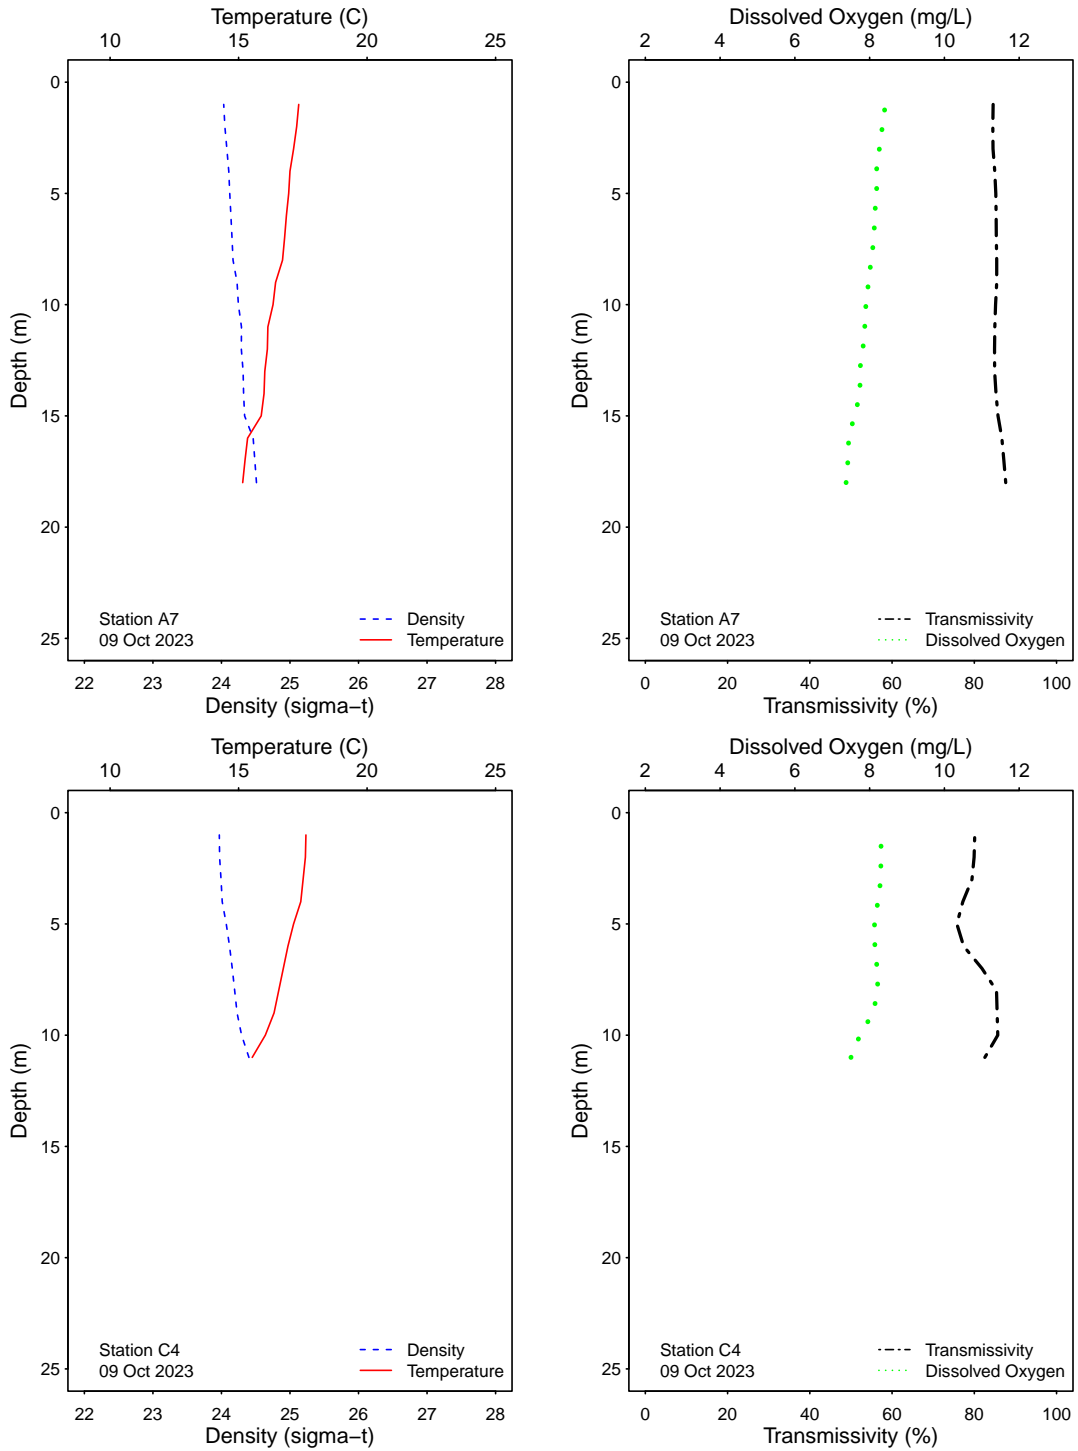 Temperature (C)
10 15 20 25
0
5
10
15
20
25
Depth (m)
Station A7
09 Oct 2023
Density
Temperature
22 23 24 25 26 27 28
Density (sigma−t)
Dissolved Oxygen (mg/L)
2 4 6 8 10 12
0
5
10
15
20
25
Depth (m)
Station A7
09 Oct 2023
Transmissivity
Dissolved Oxygen
0 20 40 60 80 100
Transmissivity (%)
Temperature (C)
10 15 20 25
0
5
10
15
20
25
Depth (m)
Station C4
09 Oct 2023
Density
Temperature
22 23 24 25 26 27 28
Density (sigma−t)
Dissolved Oxygen (mg/L)
2 4 6 8 10 12
0
5
10
15
20
25
Depth (m)
Station C4
09 Oct 2023
Transmissivity
Dissolved Oxygen
0 20 40 60 80 100
Transmissivity (%)